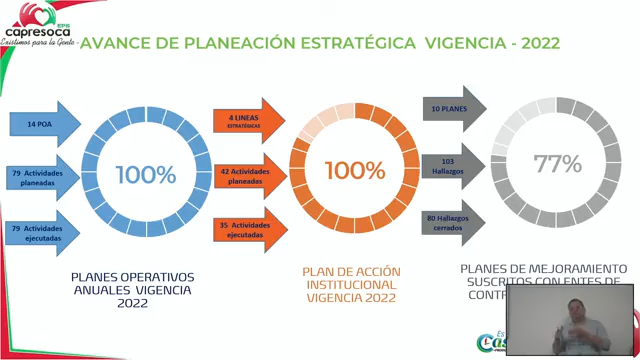 capresoca EPS
Existimos para la Gente
AVANCE DE PLANEACIÓN ESTRATÉGICA VIGENCIA - 2022
14 POA
79 Actividades
planeadas
79 Actividades
ejecutadas
100%
PLANES OPERATIVOS
ANUALES VIGENCIA
2022
4 LINEAS
ESTRATÉGICAS
42 Actividades
planeadas
35 Actividades
ejecutadas
100%
PLAN DE ACCIÓN
INSTITUCIONAL
VIGENCIA 2022
10 PLANES
103
Hallazgos
80 Hallazgos
cerrados
77%
PLANES DE MEJORAMIENTO
SUSCRITOS CON ENTES DE